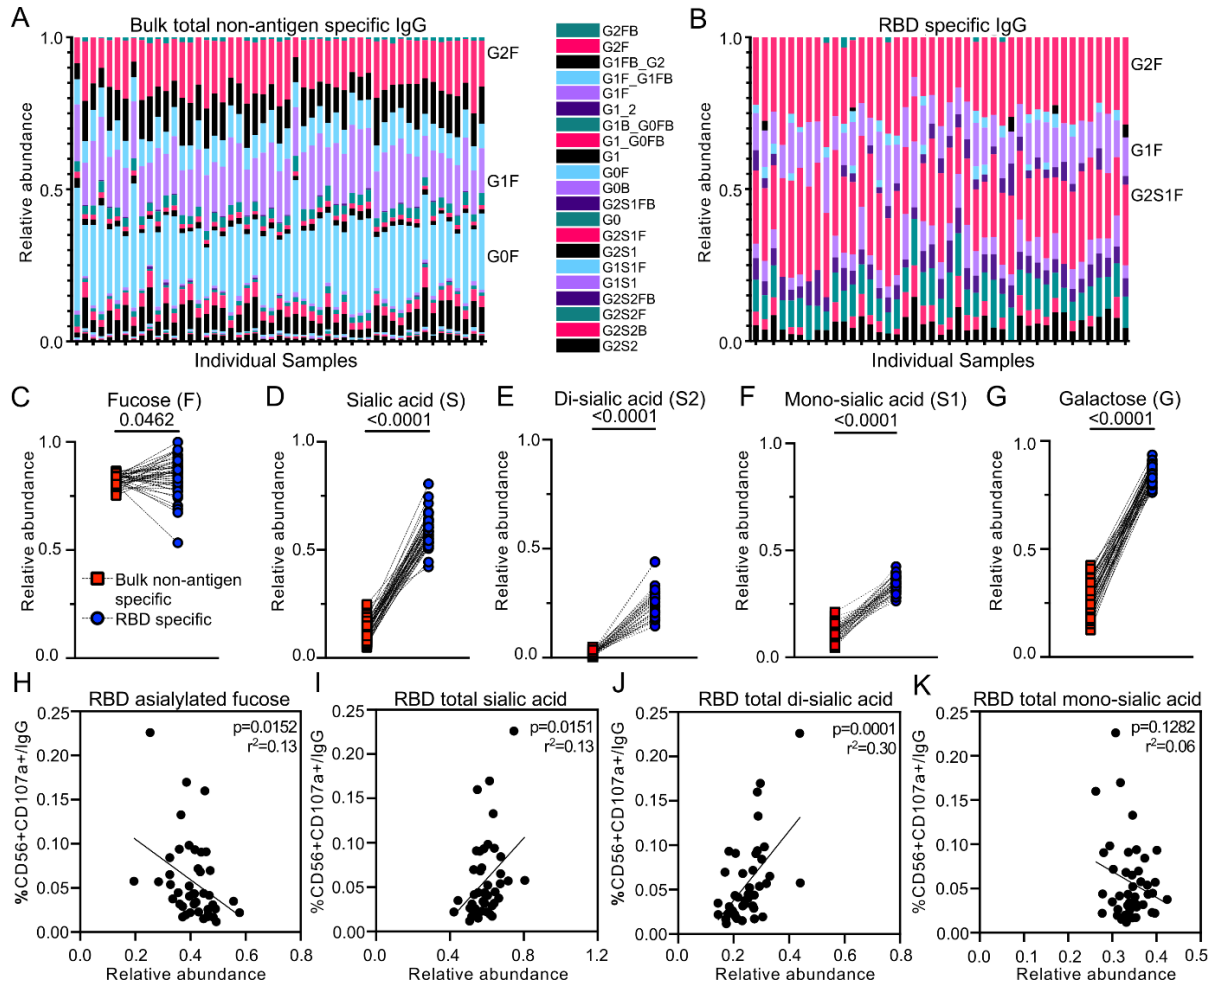 A
Bulk total non-antigen specific IgG
Relative abundance
1.0
0.5
0.0
G2F
G1F
G0F
Individual Samples
G2FB
G2F
G1FB_G2
G1F_G1FB
G1F
G1_2
G1B_G0FB
G1_G0FB
G1
G0F
G0B
G2S1FB
G0
G2S1F
G2S1
G1S1F
G1S1
G2S2FB
G2S2F
G2S2B
G2S2
B
RBD specific IgG
Relative abundance
1.0
0.5
0.0
G2F
G1F
G2S1F
Individual Samples
C
Fucose (F)
0.0462
Relative abundance
1.0
0.5
0.0
Bulk non-antigen
specific
RBD specific
D
Sialic acid (S)
<0.0001
Relative abundance
1.0
0.5
0.0
E
Di-sialic acid (S2)
<0.0001
Relative abundance
1.0
0.5
0.0
F
Mono-sialic acid (S1)
<0.0001
Relative abundance
1.0
0.5
0.0
G
Galactose (G)
<0.0001
Relative abundance
1.0
0.5
0.0
H
RBD asialylated fucose
p=0.0152
r²=0.13
%CD56+CD107a+/IgG
0.25
0.20
0.15
0.10
0.05
0.00
0.0 0.2 0.4 0.6 0.8
Relative abundance
I
RBD total sialic acid
p=0.0151
r²=0.13
%CD56+CD107a+/IgG
0.25
0.20
0.15
0.10
0.05
0.00
0.0 0.4 0.8 1.2
Relative abundance
J
RBD total di-sialic acid
p=0.0001
r²=0.30
%CD56+CD107a+/IgG
0.25
0.20
0.15
0.10
0.05
0.00
0.0 0.2 0.4 0.6 0.8
Relative abundance
K
RBD total mono-sialic acid
p=0.1282
r²=0.06
%CD56+CD107a+/IgG
0.25
0.20
0.15
0.10
0.05
0.00
0.0 0.1 0.2 0.3 0.4 0.5
Relative abundance